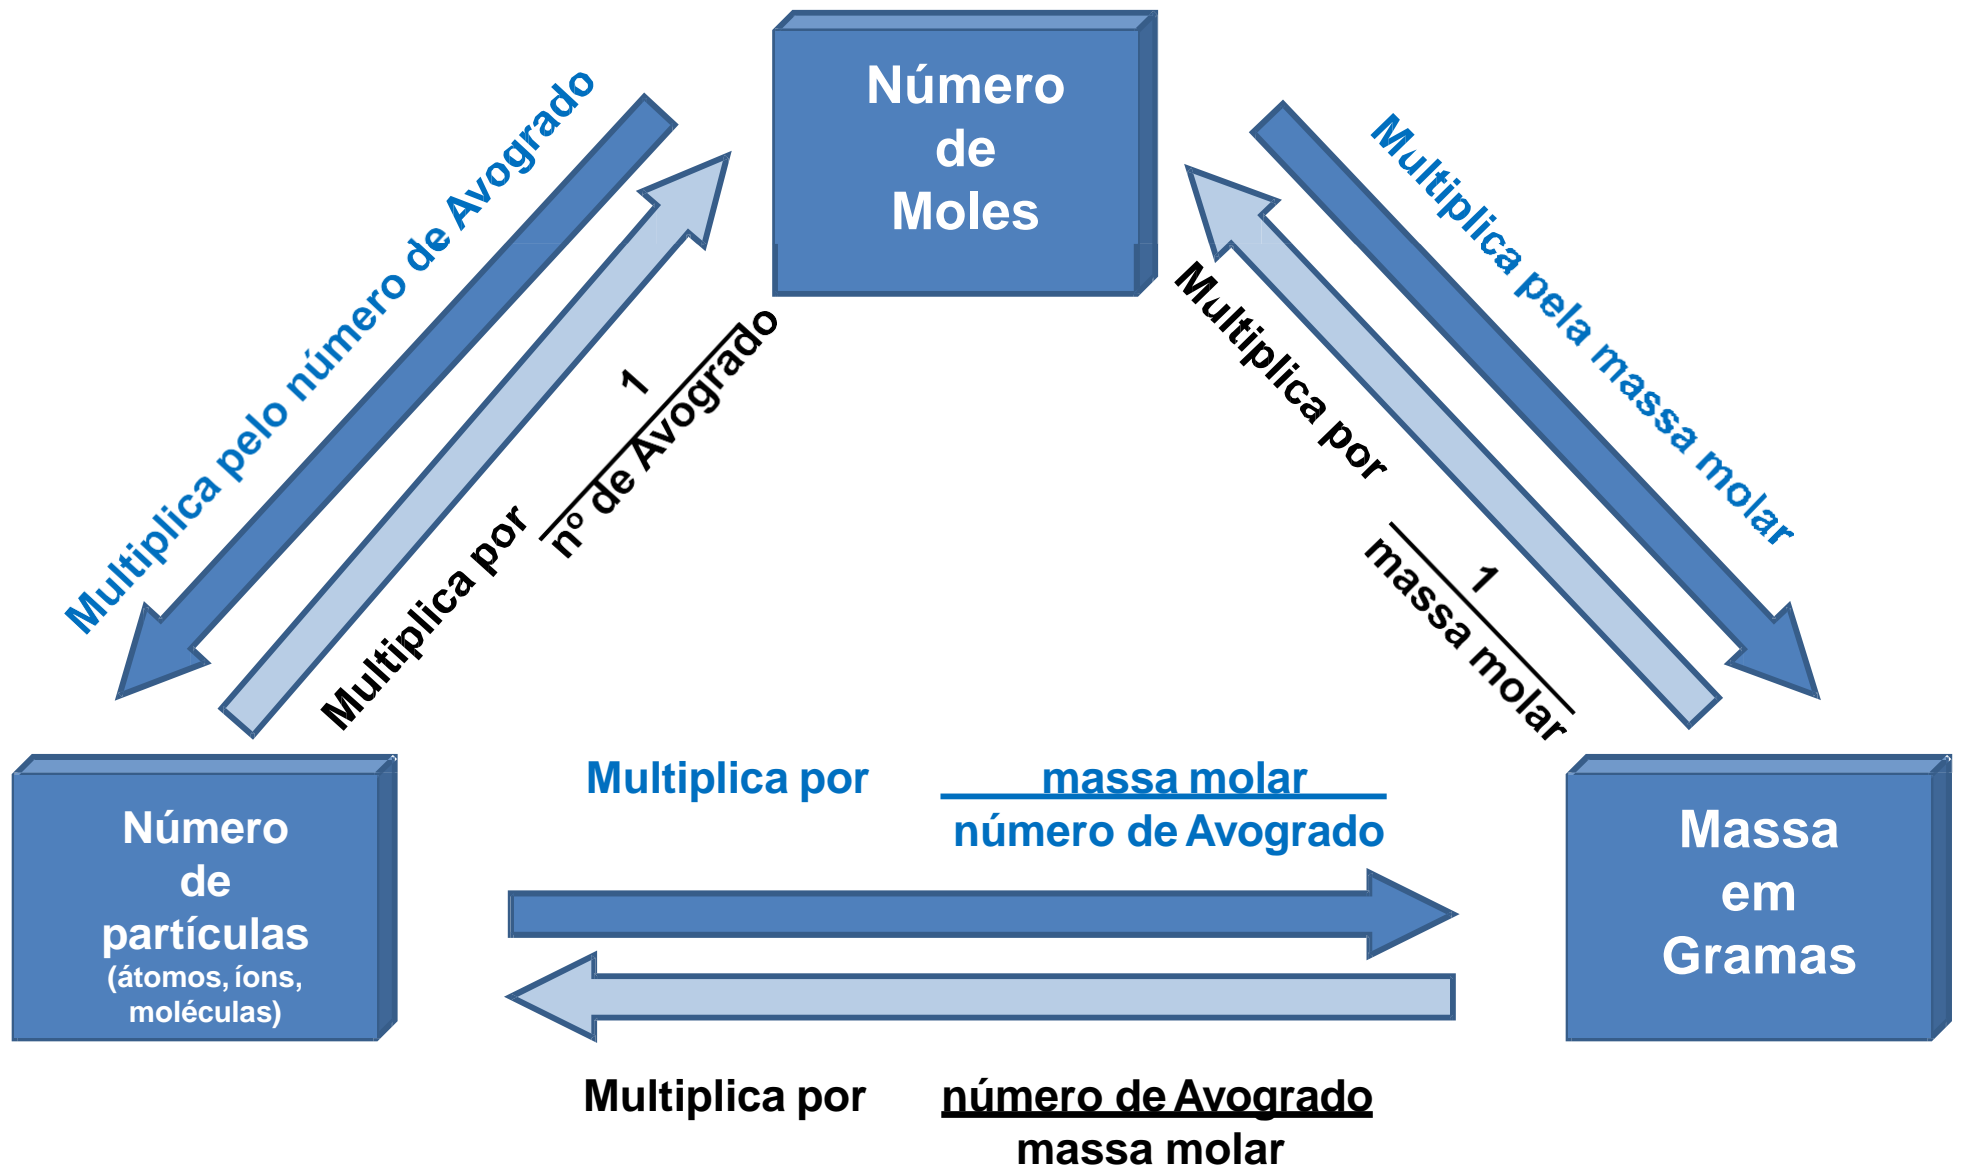 Número
de
Moles
Multiplica pelo número de Avogrado
Multiplica por
1
nº de Avogrado
Multiplica pela massa molar
Multiplica por
1
massa molar
Número
de
partículas
(átomos, íons,
moléculas)
Multiplica por massa molar
número de Avogrado
Massa
em
Gramas
Multiplica por número de Avogrado
massa molar